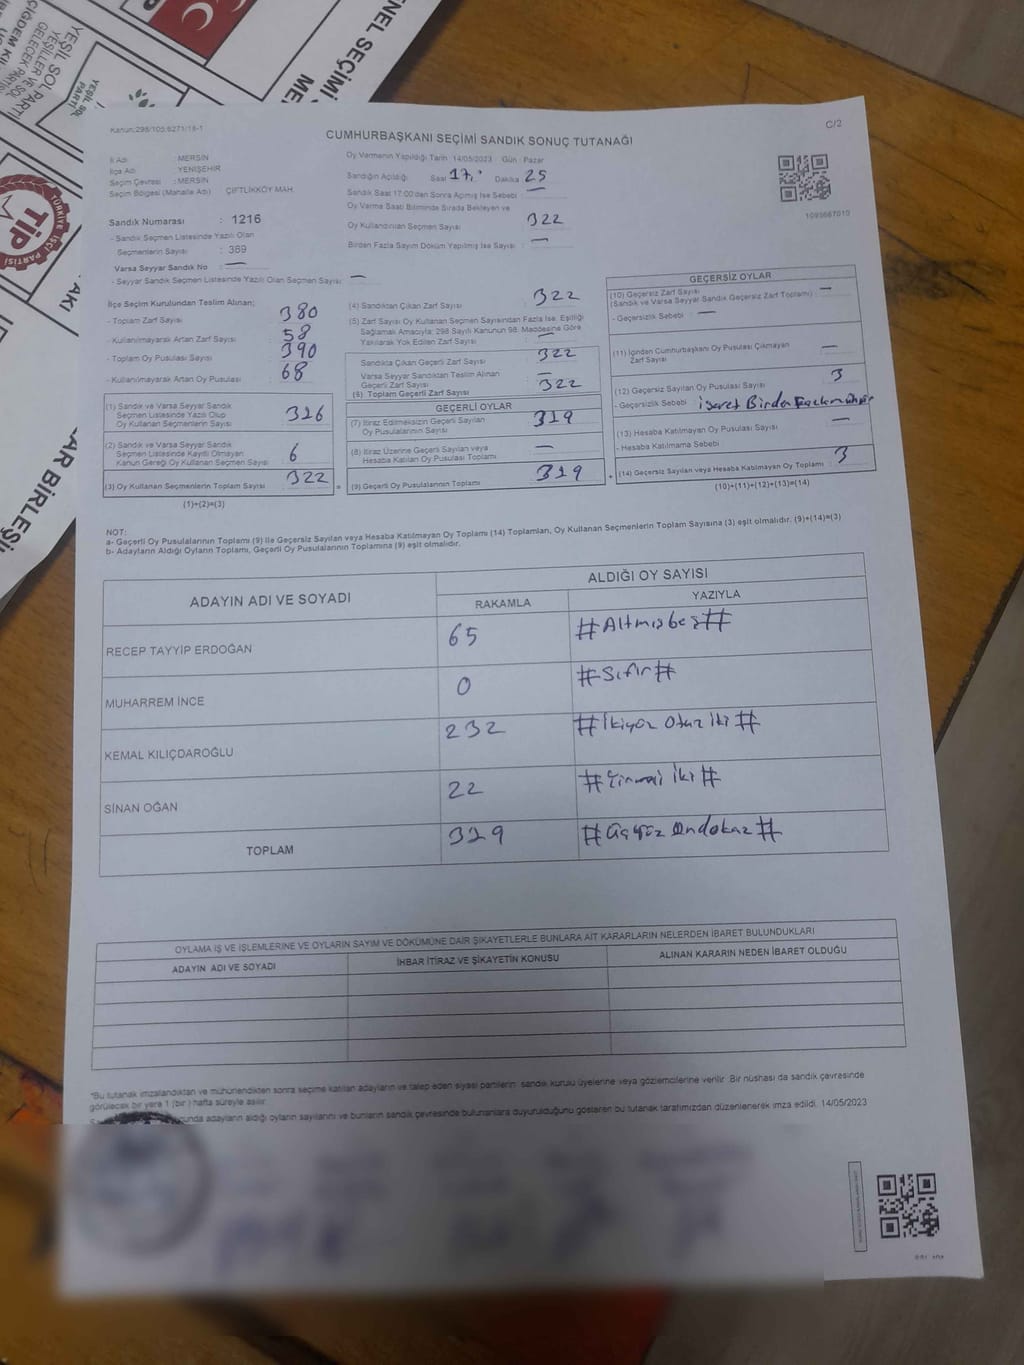 GENEL SEÇİMİ
YEŞİL SOL PARTİ
YEŞİLLER VE SOL
GELECEK PARTİSİ
YEŞİL SOL
PARTİ
TÜRKİYE İŞÇİ PARTİSİ
TİP
AKI
Kanun:298/105;6271/18-1
C/2
CUMHURBAŞKANI SEÇİMİ SANDIK SONUÇ TUTANAĞI
İl Adı : MERSİN
İlçe Adı : YENİŞEHİR
Seçim Çevresi : MERSİN
Seçim Bölgesi (Mahalle Adı) ÇİFTLİKKÖY MAH.
Sandık Numarası : 1216
- Sandık Seçmen Listesinde Yazılı Olan
Seçmenlerin Sayısı : 369
Varsa Seyyar Sandık No : —
- Seyyar Sandık Seçmen Listesinde Yazılı Olan Seçmen Sayısı : —
Oy Vermenin Yapıldığı Tarih 14/05/2023 Gün : Pazar
Sandığın Açıldığı Saat 17 Dakika 25
Sandık Saat 17:00'den Sonra Açılmış İse Sebebi : —
Oy Verme Saati Bitiminde Sırada Bekleyen ve
Oy Kullandırılan Seçmen Sayısı : 322
Birden Fazla Sayım Döküm Yapılmış İse Sayısı : —
1095687010
İlçe Seçim Kurulundan Teslim Alınan;
- Toplam Zarf Sayısı 380
- Kullanılmayarak Artan Zarf Sayısı 58
- Toplam Oy Pusulası Sayısı 390
- Kullanılmayarak Artan Oy Pusulası 68
(1) Sandık ve Varsa Seyyar Sandık
Seçmen Listesinde Yazılı Olup
Oy Kullanan Seçmenlerin Sayısı 316
(2) Sandık ve Varsa Seyyar Sandık
Seçmen Listesinde Kayıtlı Olmayan
Kanun Gereği Oy Kullanan Seçmen Sayısı 6
(3) Oy Kullanan Seçmenlerin Toplam Sayısı 322
(1)+(2)=(3)
=
(4) Sandıktan Çıkan Zarf Sayısı 322
(5) Zarf Sayısı Oy Kullanan Seçmen Sayısından Fazla İse, Eşitliği
Sağlamak Amacıyla; 298 Sayılı Kanunun 98. Maddesine Göre
Yakılarak Yok Edilen Zarf Sayısı —
Sandıkta Çıkan Geçerli Zarf Sayısı 322
Varsa Seyyar Sandıktan Teslim Alınan
Geçerli Zarf Sayısı —
(6) Toplam Geçerli Zarf Sayısı 322
GEÇERLİ OYLAR
(7) İtiraz Edilmeksizin Geçerli Sayılan
Oy Pusulalarının Sayısı 319
(8) İtiraz Üzerine Geçerli Sayılan veya
Hesaba Katılan Oy Pusulası Toplamı —
(9) Geçerli Oy Pusulalarının Toplamı 319
+
GEÇERSİZ OYLAR
(10) Geçersiz Zarf Sayısı —
(Sandık ve Varsa Seyyar Sandık Geçersiz Zarf Toplamı)
- Geçersizlik Sebebi : —
(11) İçinden Cumhurbaşkanı Oy Pusulası Çıkmayan
Zarf Sayısı —
(12) Geçersiz Sayılan Oy Pusulası Sayısı 3
- Geçersizlik Sebebi : işaret Birden Fazla mühür
(13) Hesaba Katılmayan Oy Pusulası Sayısı —
- Hesaba Katılmama Sebebi
(14) Geçersiz Sayılan veya Hesaba Katılmayan Oy Toplamı 3
(10)+(11)+(12)+(13)=(14)
NOT:
a- Geçerli Oy Pusulalarının Toplamı (9) ile Geçersiz Sayılan veya Hesaba Katılmayan Oy Toplamı (14) Toplamları, Oy Kullanan Seçmenlerin Toplam Sayısına (3) eşit olmalıdır. (9)+(14)=(3)
b- Adayların Aldığı Oyların Toplamı, Geçerli Oy Pusulalarının Toplamına (9) eşit olmalıdır.
ADAYIN ADI VE SOYADI ALDIĞI OY SAYISI
RAKAMLA YAZIYLA
RECEP TAYYİP ERDOĞAN 65 #Altmışbeş#
MUHARREM İNCE 0 #Sıfır#
KEMAL KILIÇDAROĞLU 232 #İkiyüz Otuz İki#
SİNAN OĞAN 22 #Yirmi İki#
TOPLAM 319 #Üçyüz Ondokuz#
OYLAMA İŞ VE İŞLEMLERİNE VE OYLARIN SAYIM VE DÖKÜMÜNE DAİR ŞİKAYETLERLE BUNLARA AİT KARARLARIN NELERDEN İBARET BULUNDUKLARI
ADAYIN ADI VE SOYADI İHBAR İTİRAZ VE ŞİKAYETİN KONUSU ALINAN KARARIN NEDEN İBARET OLDUĞU
*Bu tutanak imzalandıktan ve mühürlendikten sonra seçime katılan adayların ve talep eden siyasi partilerin sandık kurulu üyelerine veya gözlemcilerine verilir. Bir nüshası da sandık çevresinde
görülecek bir yere 1 (bir) hafta süreyle asılır.
adayların aldığı oyların sayılarını ve bunların sandık çevresinde bulunanlara duyurulduğunu gösteren bu tutanak tarafımızdan düzenlenerek imza edildi. 14/05/2023